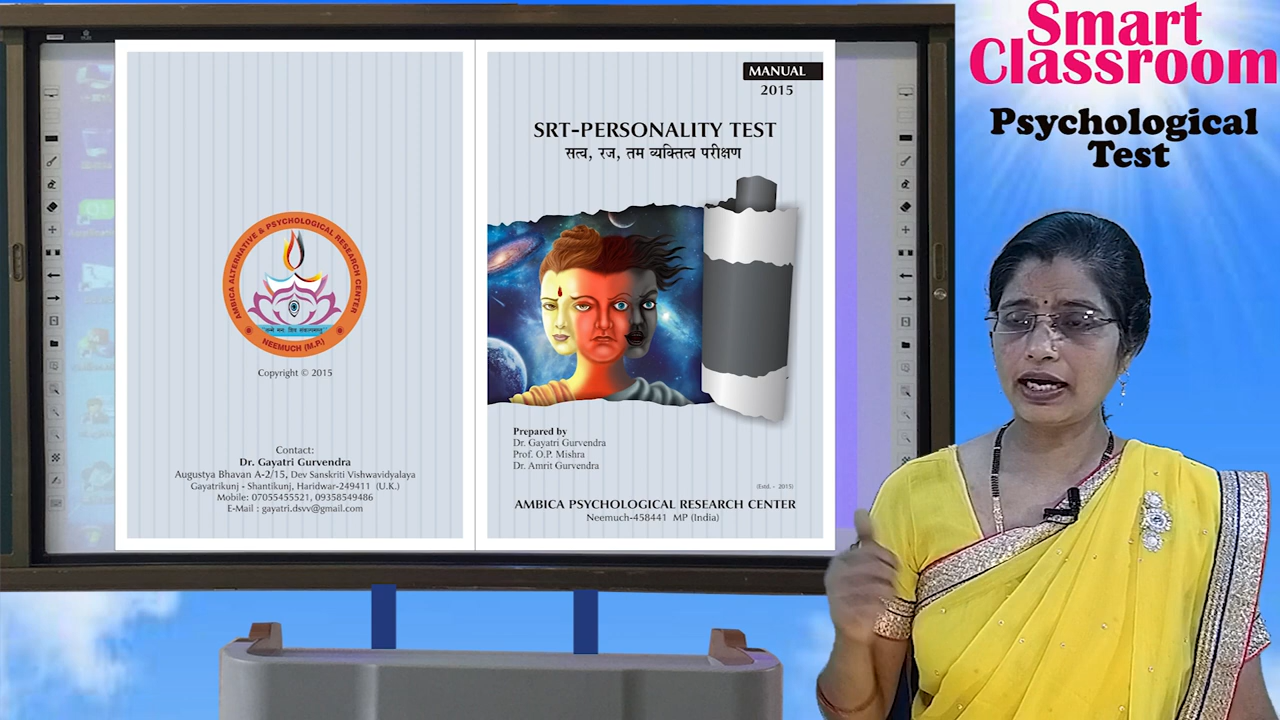 Smart
Classroom
Psychological
Test
AMBICA ALTERNATIVE & PSYCHOLOGICAL RESEARCH CENTER
NEEMUCH (M.P.)
Copyright © 2015
Contact:
Dr. Gayatri Gurvendra
Augustya Bhavan A-2/15, Dev Sanskriti Vishwavidyalaya
Gayatrikunj - Shantikunj, Haridwar-249411 (U.K.)
Mobile: 07055455521, 09358549486
E-Mail : gayatri.dsvv@gmail.com
MANUAL
2015
SRT-PERSONALITY TEST
सत्व, रज, तम व्यक्तित्व परीक्षण
Prepared by
Dr. Gayatri Gurvendra
Prof. O.P. Mishra
Dr. Amrit Gurvendra
(Estd. - 2015)
AMBICA PSYCHOLOGICAL RESEARCH CENTER
Neemuch-458441 MP (India)